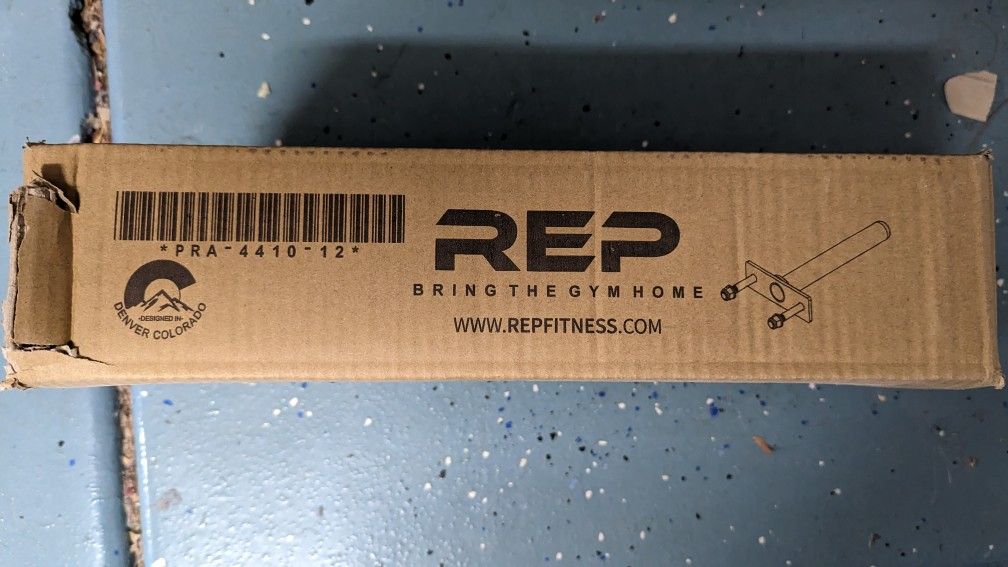 *PRA-4410-12*
REP
BRING THE GYM HOME
WWW.REPFITNESS.COM
-DESIGNED IN-
DENVER COLORADO